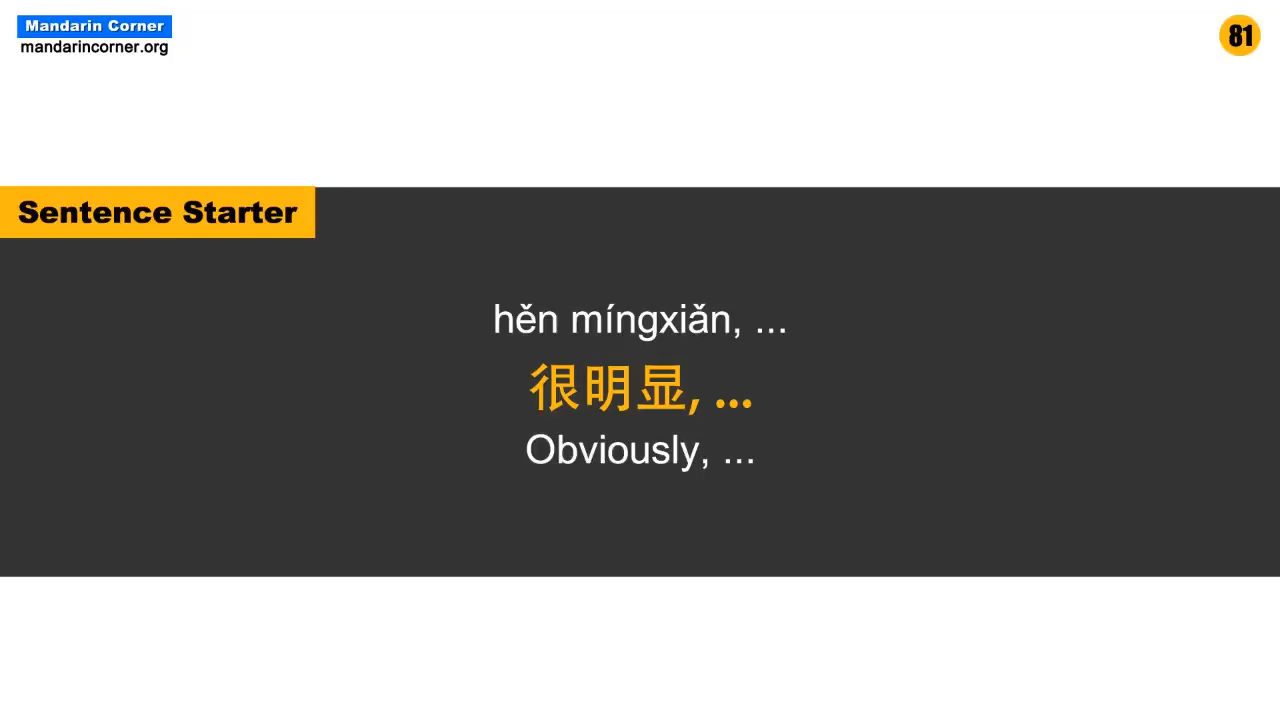 Mandarin Corner
mandarincorner.org
81
Sentence Starter
hěn míngxiǎn, ...
很明显, ...
Obviously, ...